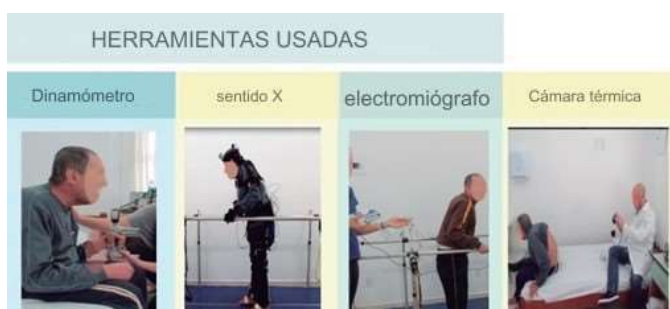 HERRAMIENTAS USADAS
Dinamómetro
sentido X
electromiógrafo
Cámara térmica